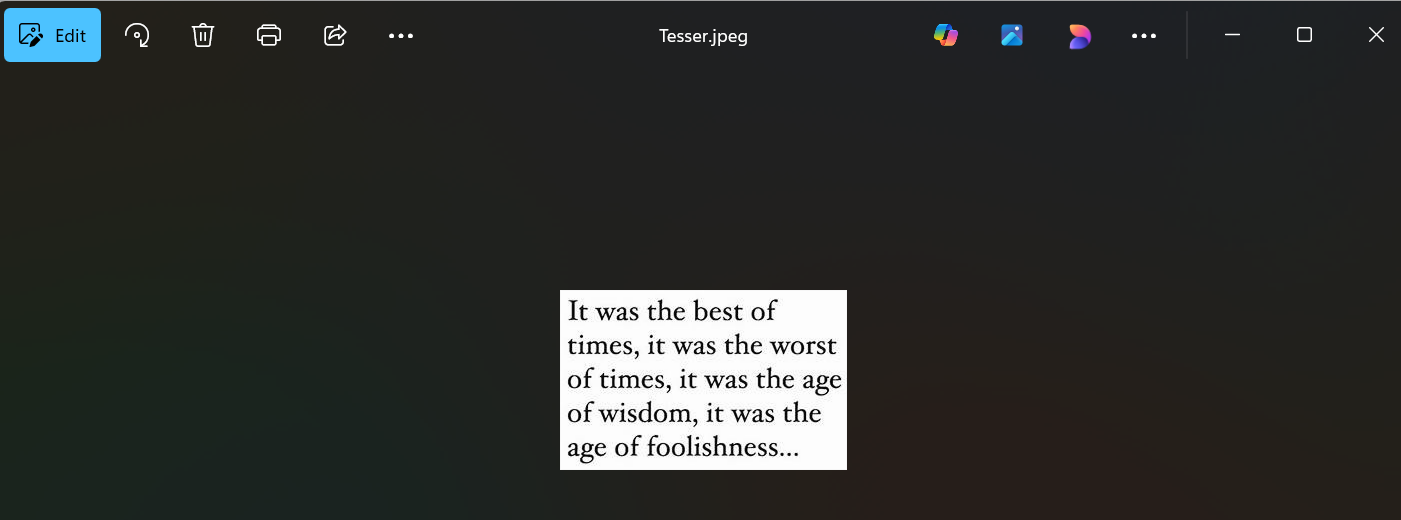 Edit
Tesser.jpeg
It was the best of
times, it was the worst
of times, it was the age
of wisdom, it was the
age of foolishness...